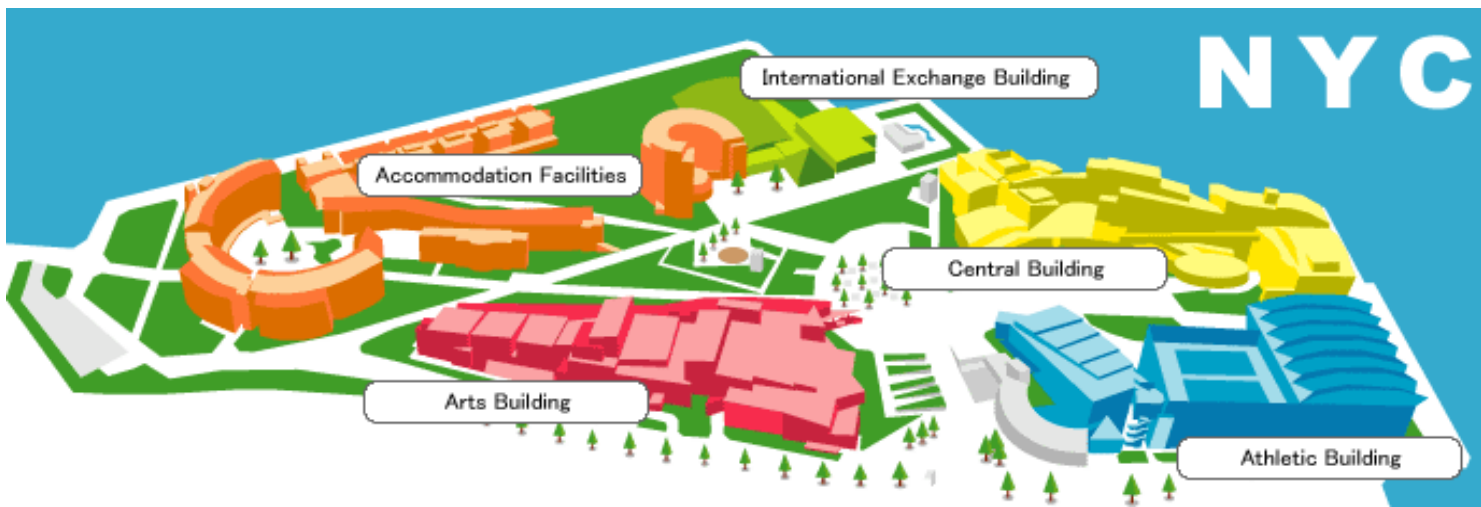 NYC
International Exchange Building
Accommodation Facilities
Central Building
Arts Building
Athletic Building